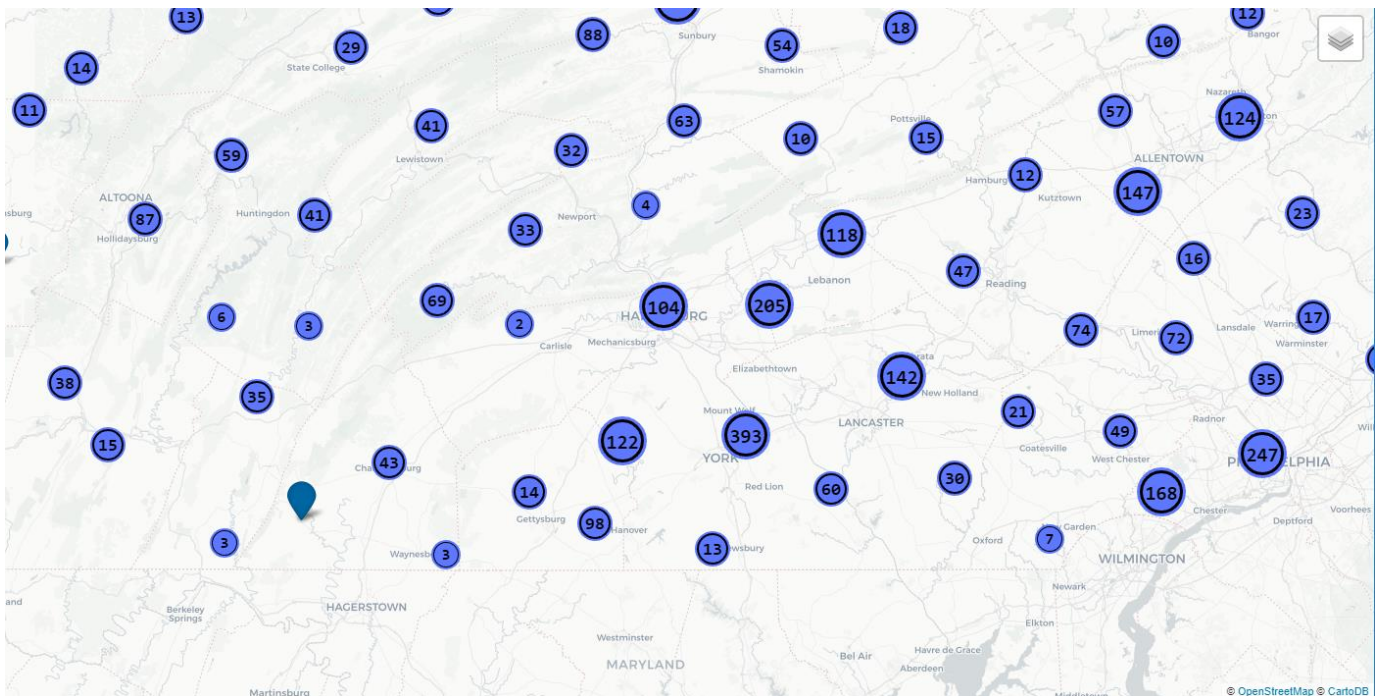 13
12
Bangor
18
88
Sunbury
29
54
10
State College
14
Shamokin
Nazareth
11
57
124
63
Pottsville
41
10
15
32
59
Lewistown
ALLENTOWN
12
Hamburg
147
Kutztown
ALTOONA
4
Huntingdon
41
Newport
23
87
Hollidaysburg
33
118
16
47
Lebanon
Reading
69
104
205
6
3
2
17
Mechanicsburg
Carlisle
74
72
Lansdale
Warminster
Elizabethtown
142
38
35
35
New Holland
35
21
Mount Wolf
LANCASTER
Radnor
122
393
49
15
Coatesville
West Chester
YORK
247
43
Red Lion
14
60
30
168
Gettysburg
Chester
Voorhees
98
Hanover
Deptford
3
3
13
7
Oxford
WILMINGTON
Newark
Berkeley
Springs
HAGERSTOWN
Elkton
Westminster
Bel Air
Havre de Grace
MARYLAND
Aberdeen
Martinsburg
Middletown
© OpenStreetMap © CartoDB